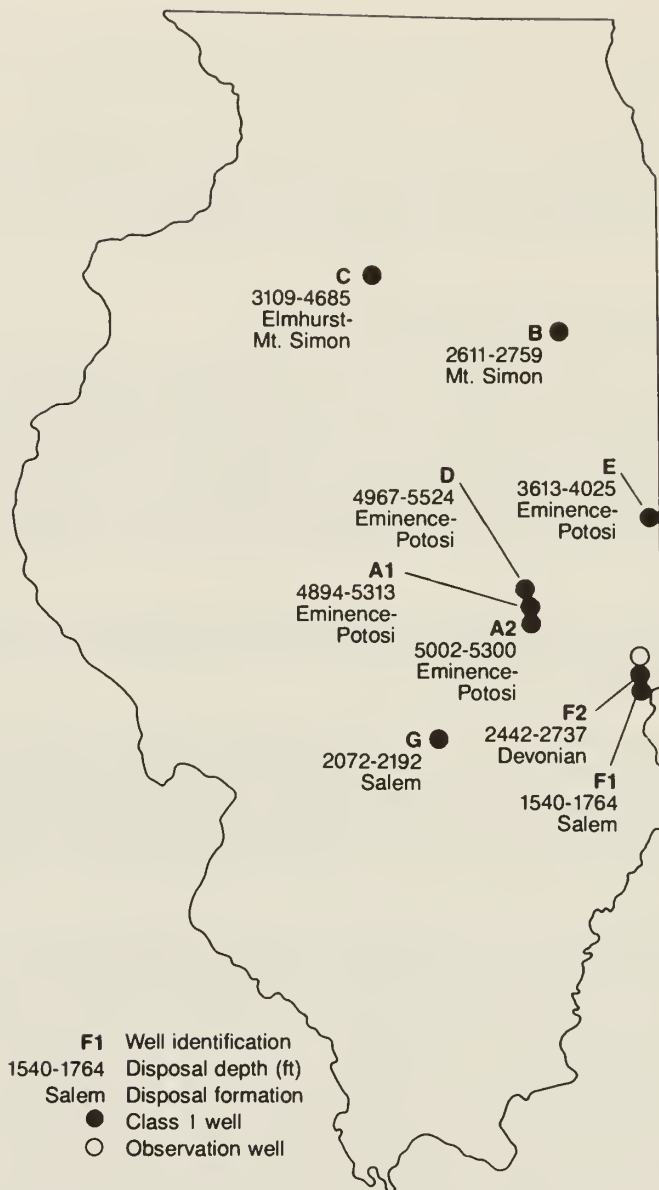 C
3109-4685
Elmhurst-
Mt. Simon
B
2611-2759
Mt. Simon
D
4967-5524
Eminence-
Potosi
E
3613-4025
Eminence-
Potosi
A1
4894-5313
Eminence-
Potosi
A2
5002-5300
Eminence-
Potosi
F2
2442-2737
Devonian
G
2072-2192
Salem
F1
1540-1764
Salem
F1 Well identification
1540-1764 Disposal depth (ft)
Salem Disposal formation
Class 1 well
Observation well